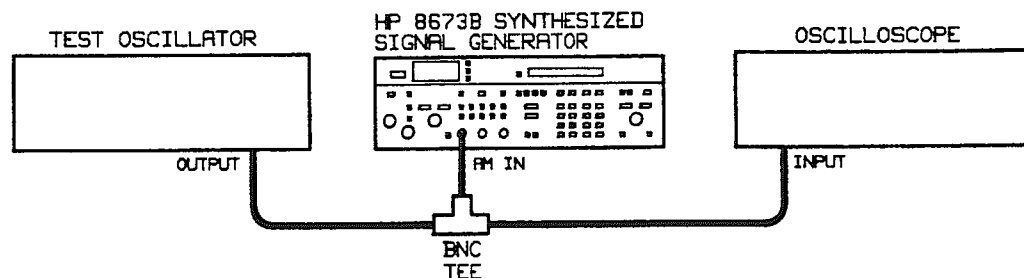 TEST OSCILLATOR
HP 8673B SYNTHESIZED
SIGNAL GENERATOR
OSCILLOSCOPE
OUTPUT
AM IN
INPUT
BNC
TEE